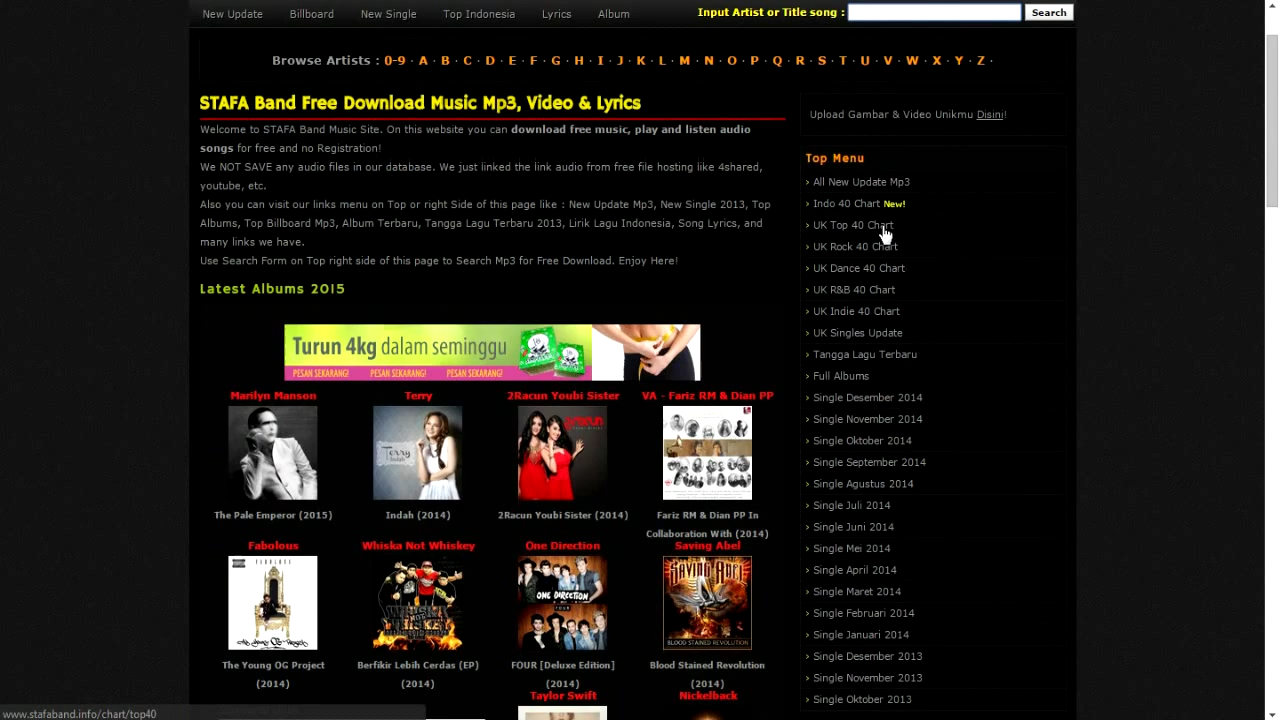 New Update Billboard New Single Top Indonesia Lyrics Album Input Artist or Title song : Search
Browse Artists : 0-9 · A · B · C · D · E · F · G · H · I · J · K · L · M · N · O · P · Q · R · S · T · U · V · W · X · Y · Z ·
STAFA Band Free Download Music Mp3, Video & Lyrics
Welcome to STAFA Band Music Site. On this website you can download free music, play and listen audio
songs for free and no Registration!
We NOT SAVE any audio files in our database. We just linked the link audio from free file hosting like 4shared,
youtube, etc.
Also you can visit our links menu on Top or right Side of this page like : New Update Mp3, New Single 2013, Top
Albums, Top Billboard Mp3, Album Terbaru, Tangga Lagu Terbaru 2013, Lirik Lagu Indonesia, Song Lyrics, and
many links we have.
Use Search Form on Top right side of this page to Search Mp3 for Free Download. Enjoy Here!
Latest Albums 2015
Turun 4kg dalam seminggu
PESAN SEKARANG! PESAN SEKARANG! PESAN SEKARANG!
Marilyn Manson Terry 2Racun Youbi Sister VA - Fariz RM & Dian PP
The Pale Emperor (2015) Indah (2014) 2Racun Youbi Sister (2014) Fariz RM & Dian PP In
Collaboration With (2014)
Fabolous Whiska Not Whiskey One Direction Saving Abel
ONE DIRECTION
FOUR
SAVING ABEL
BLOOD STAINED REVOLUTION
The Young OG Project Berfikir Lebih Cerdas (EP) FOUR [Deluxe Edition] Blood Stained Revolution
(2014) (2014) (2014) (2014)
Taylor Swift Nickelback
Upload Gambar & Video Unikmu Disini!
Top Menu
› All New Update Mp3
› Indo 40 Chart New!
› UK Top 40 Chart
› UK Rock 40 Chart
› UK Dance 40 Chart
› UK R&B 40 Chart
› UK Indie 40 Chart
› UK Singles Update
› Tangga Lagu Terbaru
› Full Albums
› Single Desember 2014
› Single November 2014
› Single Oktober 2014
› Single September 2014
› Single Agustus 2014
› Single Juli 2014
› Single Juni 2014
› Single Mei 2014
› Single April 2014
› Single Maret 2014
› Single Februari 2014
› Single Januari 2014
› Single Desember 2013
› Single November 2013
› Single Oktober 2013
www.stafaband.info/chart/top40